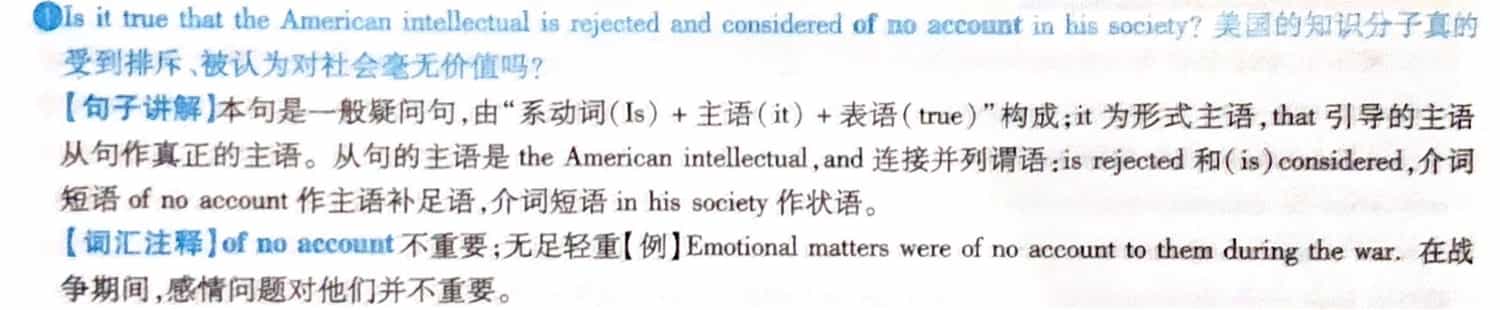 ①Is it true that the American intellectual is rejected and considered of no account in his society? 美国的知识分子真的
受到排斥、被认为对社会毫无价值吗?
【句子讲解】本句是一般疑问句,由“系动词(Is) + 主语(it) + 表语(true)”构成;it 为形式主语,that 引导的主语
从句作真正的主语。从句的主语是 the American intellectual,and 连接并列谓语:is rejected 和(is)considered,介词
短语 of no account 作主语补足语,介词短语 in his society 作状语。
【词汇注释】of no account 不重要;无足轻重【例】Emotional matters were of no account to them during the war. 在战
争期间,感情问题对他们并不重要。